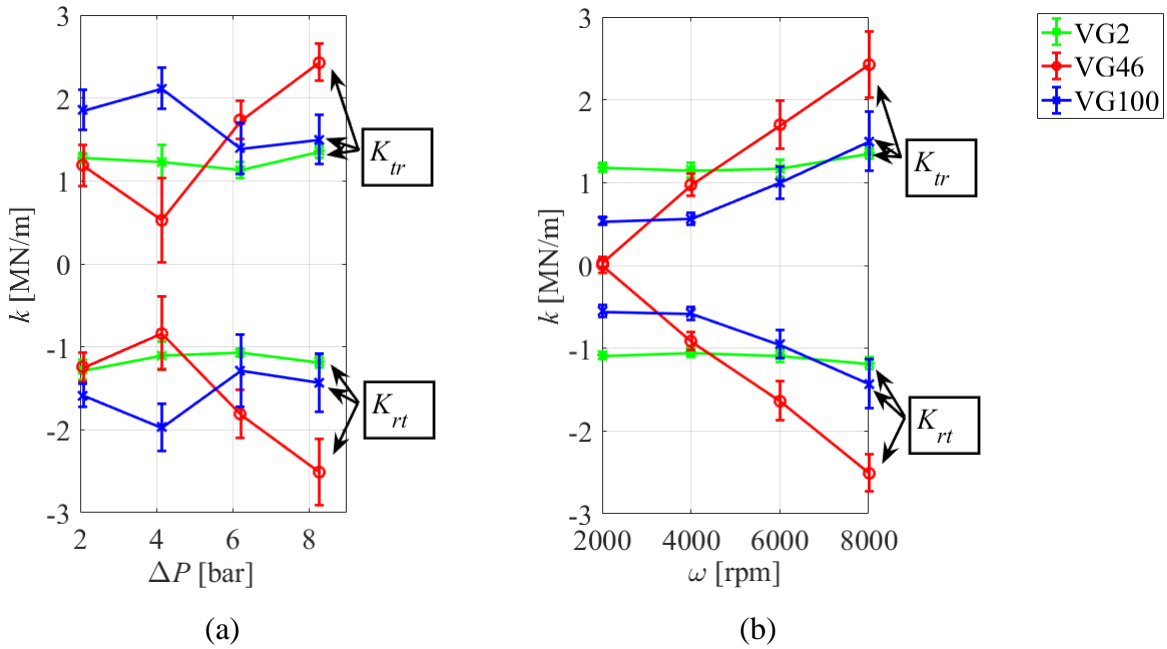 3
2
1
0
-1
-2
-3
2
4
6
8
k [MN/m]
ΔP [bar]
K_tr
K_rt
(a)
3
2
1
0
-1
-2
-3
2000
4000
6000
8000
k [MN/m]
ω [rpm]
K_tr
K_rt
(b)
VG2
VG46
VG100